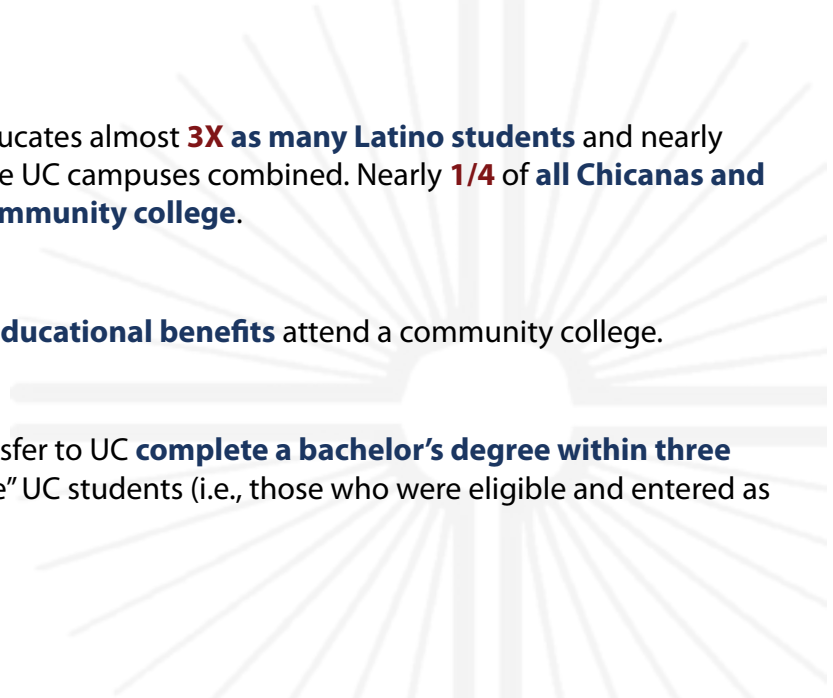 ucates almost 3X as many Latino students and nearly
e UC campuses combined. Nearly 1/4 of all Chicanas and
mmunity college.
ducational benefits attend a community college.
sfer to UC complete a bachelor's degree within three
e" UC students (i.e., those who were eligible and entered as